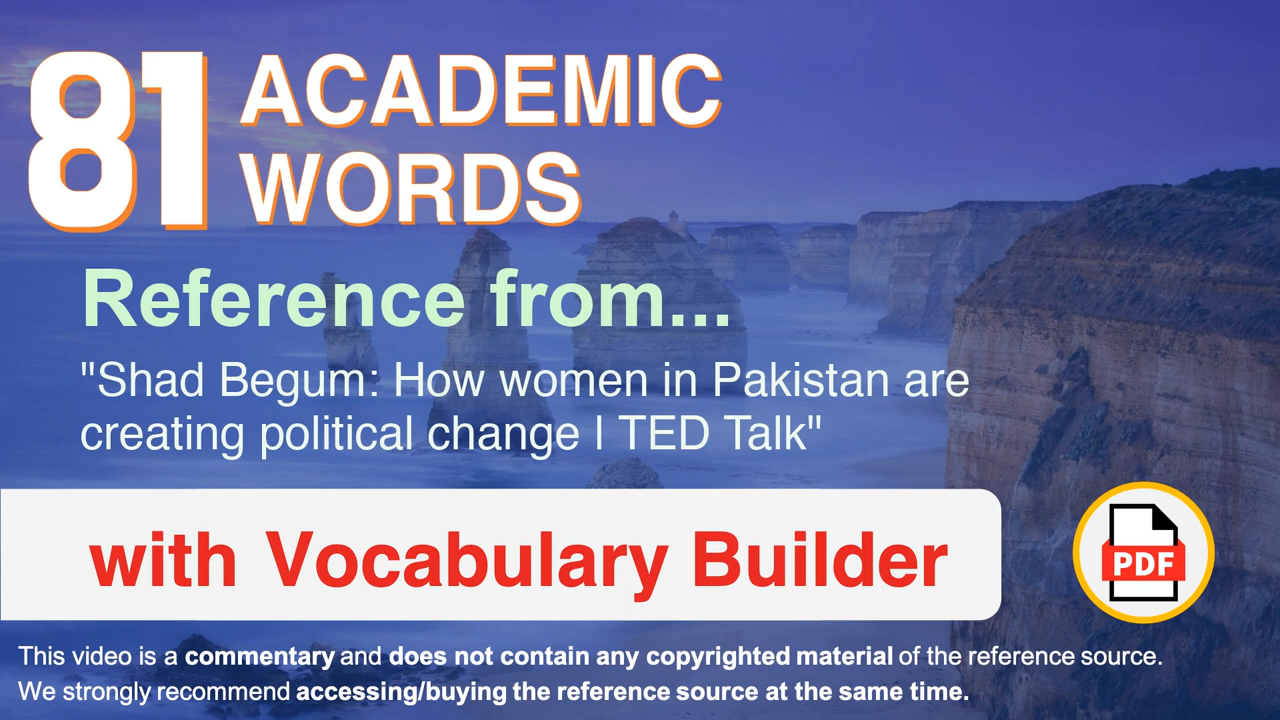 81 ACADEMIC
WORDS
Reference from...
"Shad Begum: How women in Pakistan are
creating political change | TED Talk"
with Vocabulary Builder
PDF
This video is a commentary and does not contain any copyrighted material of the reference source.
We strongly recommend accessing/buying the reference source at the same time.